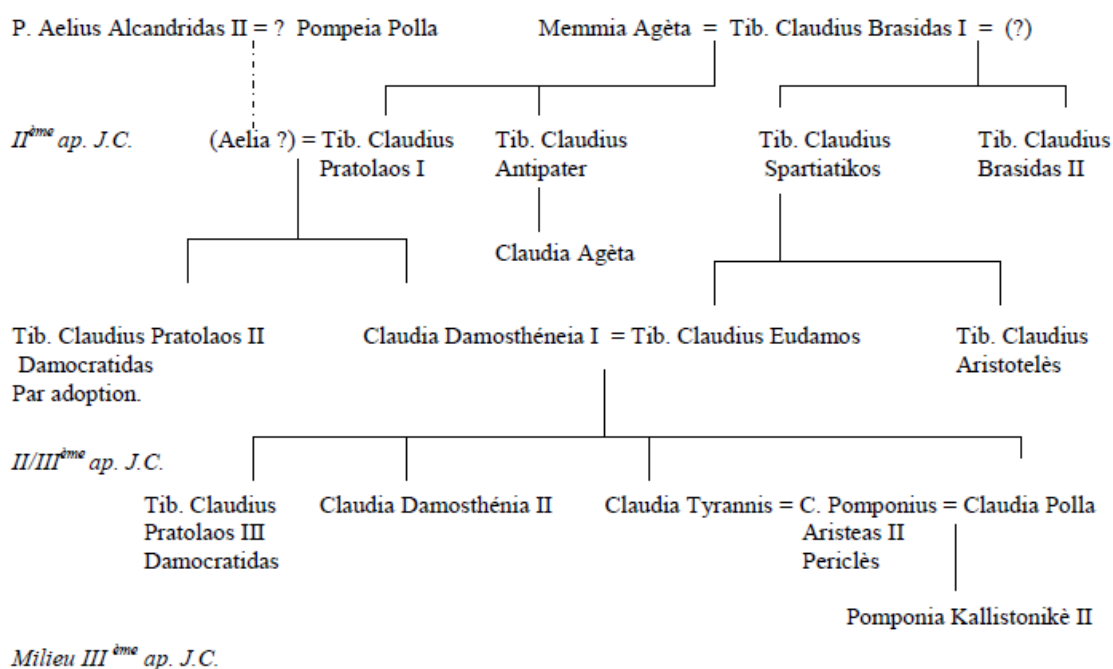 P. Aelius Alcandridas II = ? Pompeia Polla Memmia Agèta = Tib. Claudius Brasidas I = (?)
IIème ap. J.C. (Aelia ?) = Tib. Claudius Tib. Claudius Tib. Claudius Tib. Claudius
Pratolaos I Antipater Spartiatikos Brasidas II
Claudia Agèta
Tib. Claudius Pratolaos II Claudia Damosthéneia I = Tib. Claudius Eudamos Tib. Claudius
Damocratidas Aristotelès
Par adoption.
II/IIIème ap. J.C.
Tib. Claudius Claudia Damosthénia II Claudia Tyrannis = C. Pomponius = Claudia Polla
Pratolaos III Aristeas II
Damocratidas Periclès
Pomponia Kallistonikè II
Milieu III ème ap. J.C.